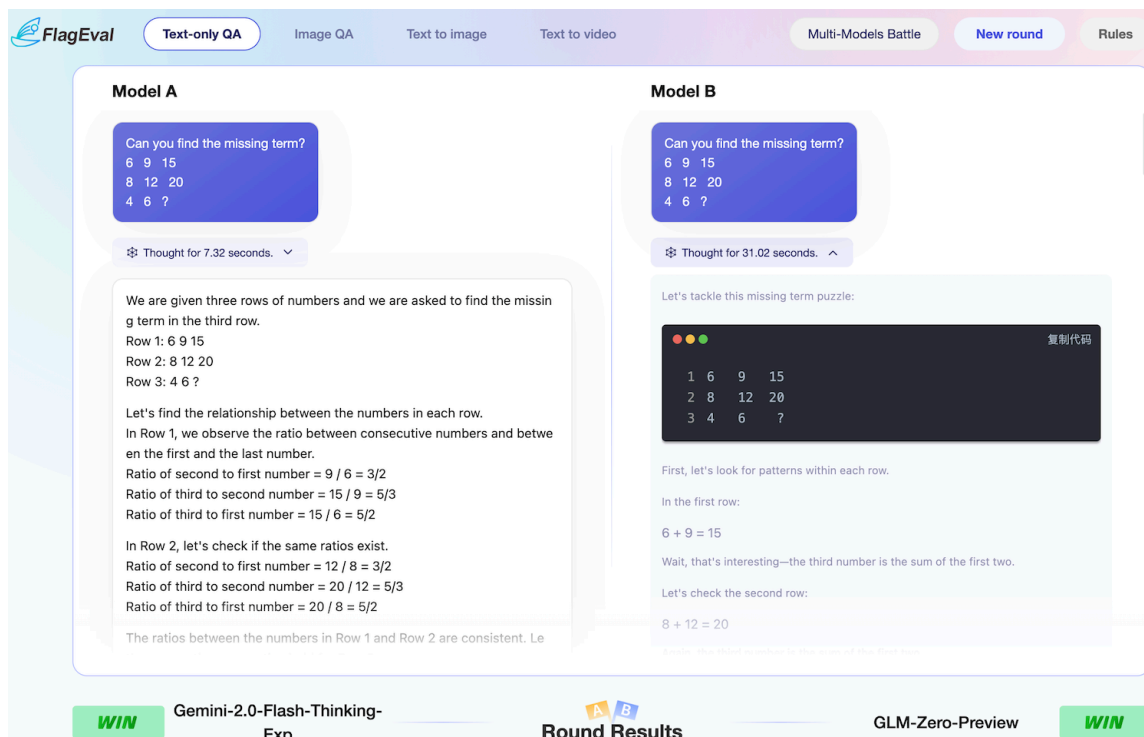 FlagEval
Text-only QA
Image QA
Text to image
Text to video
Multi-Models Battle
New round
Rules
Model A
Can you find the missing term?
6 9 15
8 12 20
4 6 ?
Thought for 7.32 seconds.
We are given three rows of numbers and we are asked to find the missin
g term in the third row.
Row 1: 6 9 15
Row 2: 8 12 20
Row 3: 4 6 ?
Let's find the relationship between the numbers in each row.
In Row 1, we observe the ratio between consecutive numbers and betwe
en the first and the last number.
Ratio of second to first number = 9 / 6 = 3/2
Ratio of third to second number = 15 / 9 = 5/3
Ratio of third to first number = 15 / 6 = 5/2
In Row 2, let's check if the same ratios exist.
Ratio of second to first number = 12 / 8 = 3/2
Ratio of third to second number = 20 / 12 = 5/3
Ratio of third to first number = 20 / 8 = 5/2
The ratios between the numbers in Row 1 and Row 2 are consistent. Le
Model B
Can you find the missing term?
6 9 15
8 12 20
4 6 ?
Thought for 31.02 seconds.
Let's tackle this missing term puzzle:
复制代码
1 6 9 15
2 8 12 20
3 4 6 ?
First, let's look for patterns within each row.
In the first row:
6 + 9 = 15
Wait, that's interesting—the third number is the sum of the first two.
Let's check the second row:
8 + 12 = 20
Again, the third number is the sum of the first two.
WIN
Gemini-2.0-Flash-Thinking-
Exp
A B
Round Results
GLM-Zero-Preview
WIN